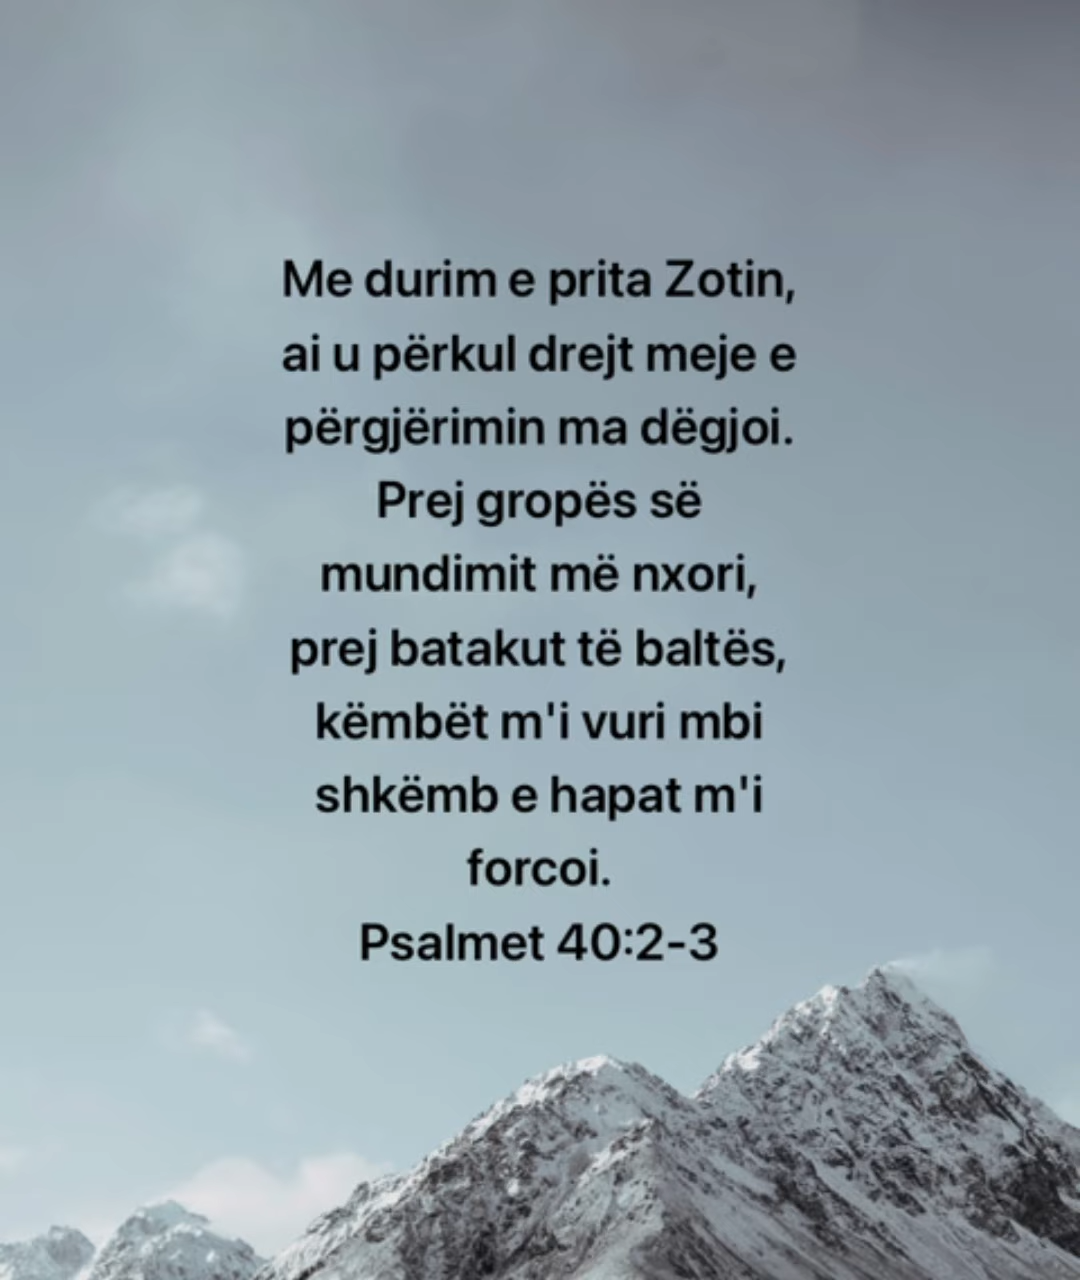 Me durim e prita Zotin,
ai u përkul drejt meje e
përgjërimin ma dëgjoi.
Prej gropës së
mundimit më nxori,
prej batakut të baltës,
këmbët m'i vuri mbi
shkëmb e hapat m'i
forcoi.
Psalmet 40:2-3